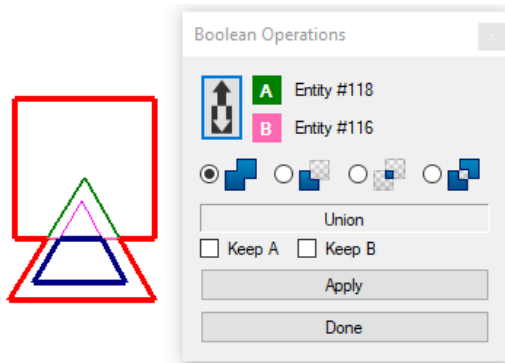 Boolean Operations
x
A Entity #118
B Entity #116
Union
Keep A Keep B
Apply
Done